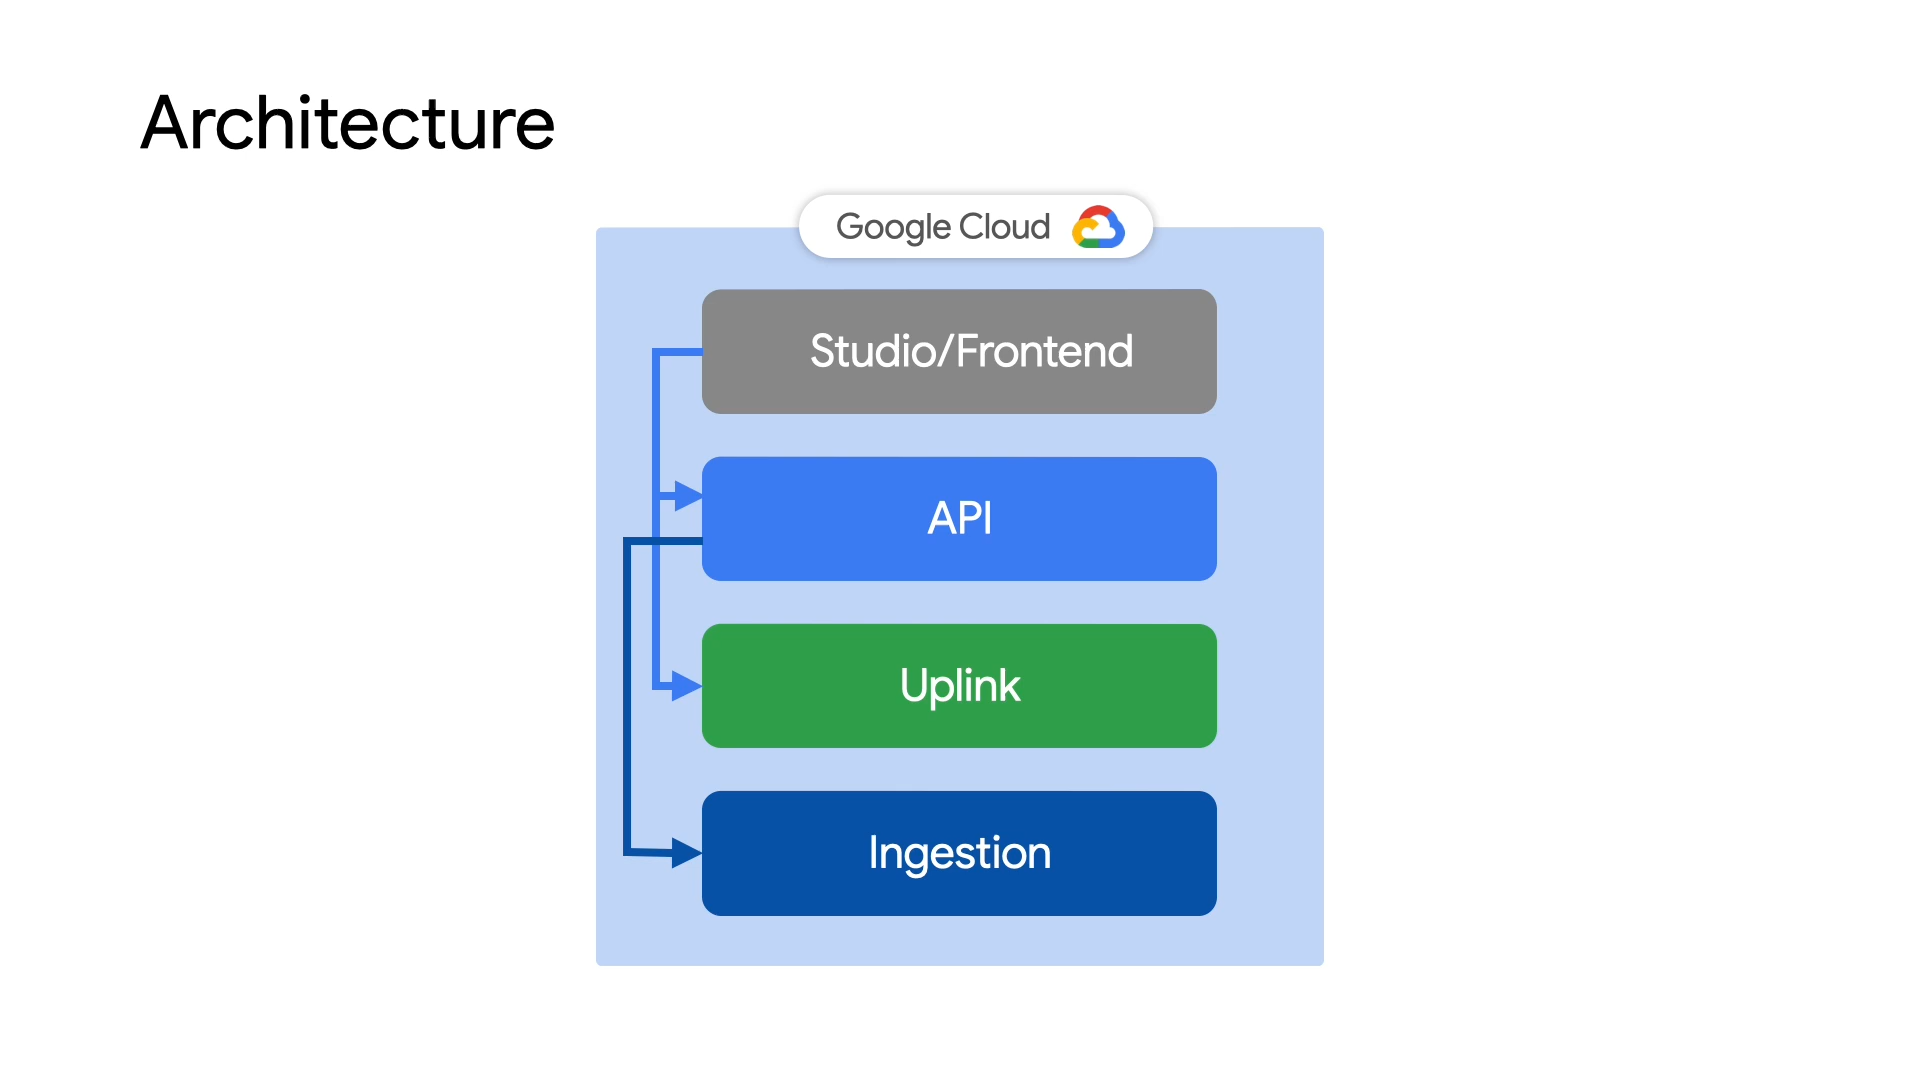 Architecture
Google Cloud
Studio/Frontend
API
Uplink
Ingestion